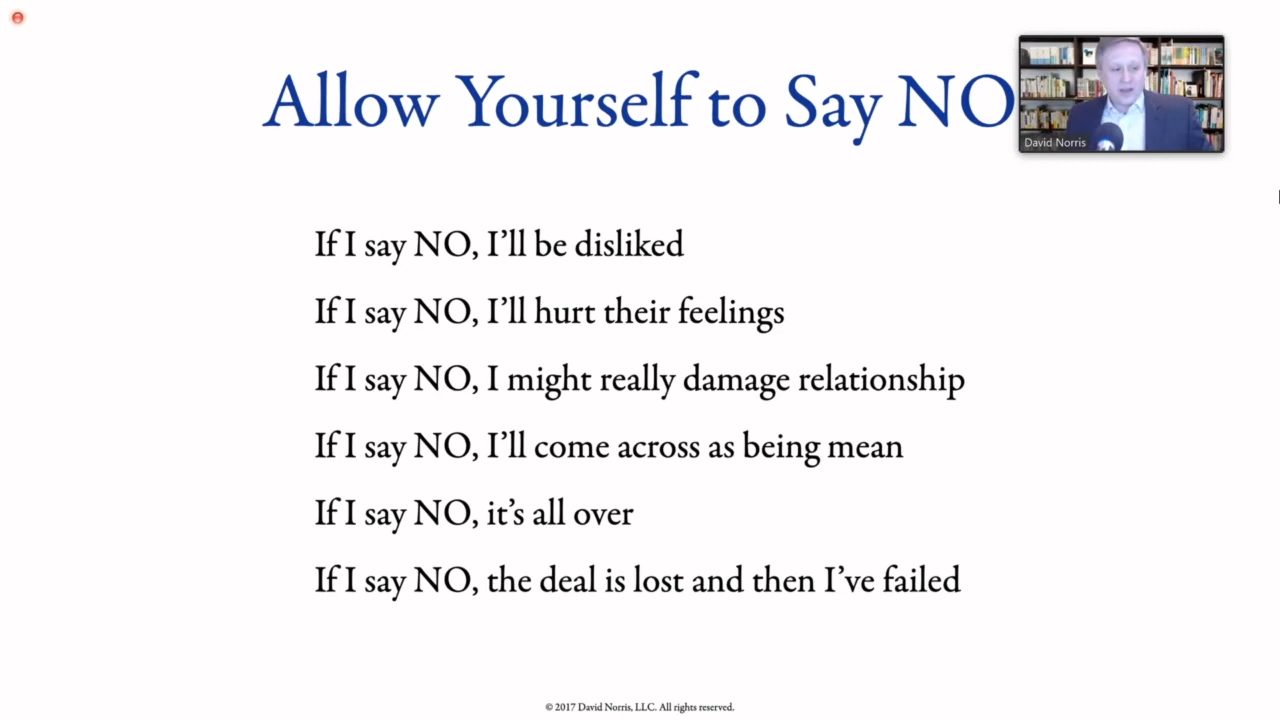 Allow Yourself to Say NO
David Norris
If I say NO, I’ll be disliked
If I say NO, I’ll hurt their feelings
If I say NO, I might really damage relationship
If I say NO, I’ll come across as being mean
If I say NO, it’s all over
If I say NO, the deal is lost and then I’ve failed
© 2017 David Norris, LLC. All rights reserved.